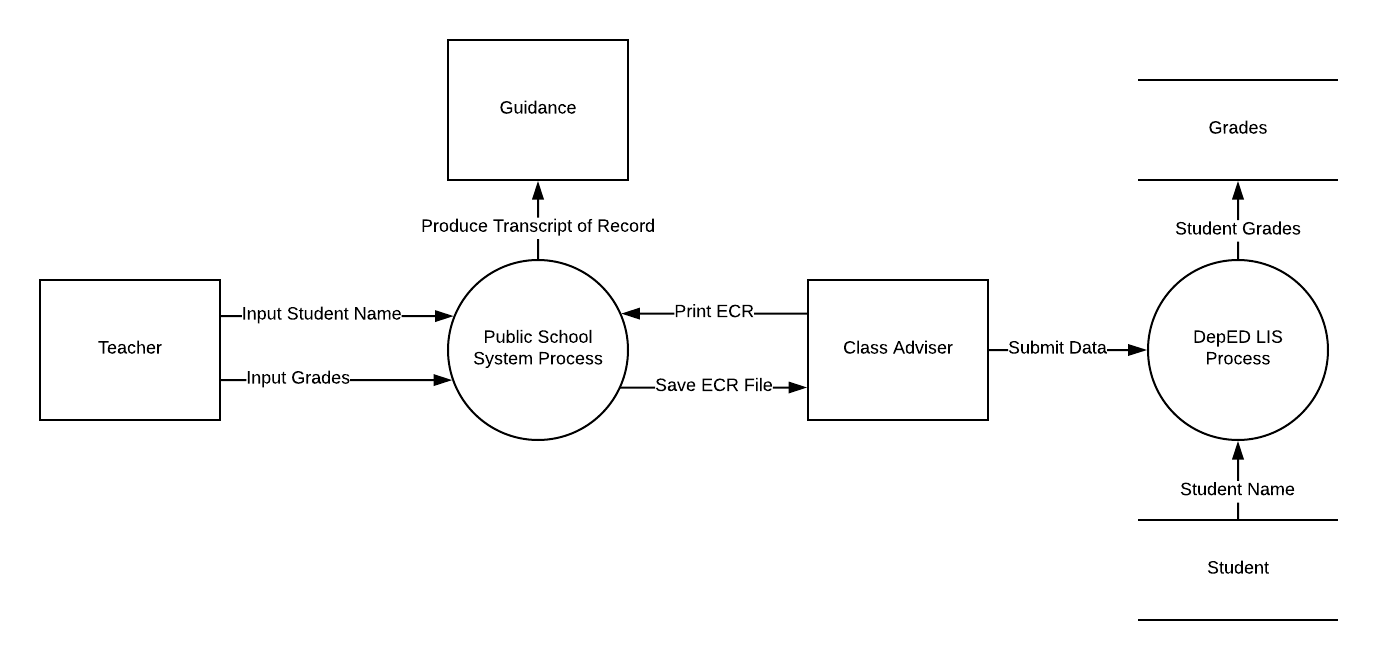 Guidance
Grades
Produce Transcript of Record
Student Grades
Input Student Name
Print ECR
Teacher
Public School
System Process
Class Adviser
Submit Data
DepED LIS
Process
Input Grades
Save ECR File
Student Name
Student